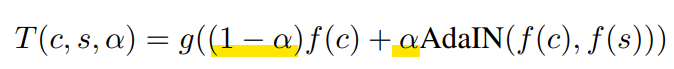 T(c, s, α) = g((1 − α)f(c) + αAdaIN(f(c), f(s)))